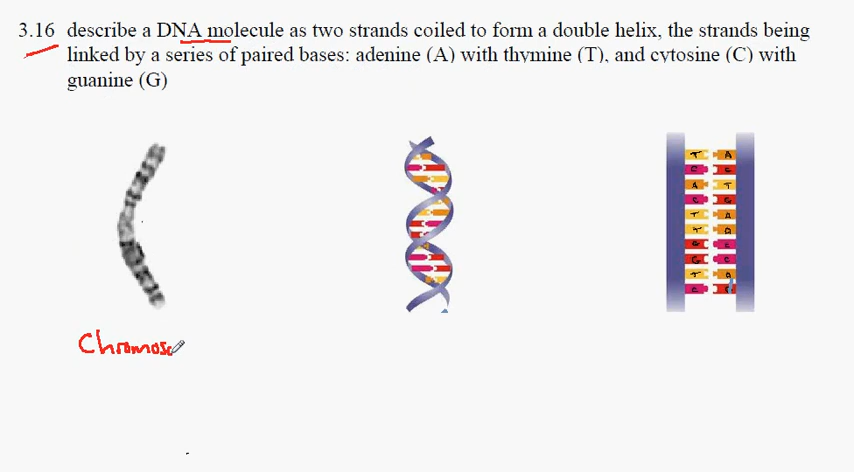 3.16 describe a DNA molecule as two strands coiled to form a double helix, the strands being
linked by a series of paired bases: adenine (A) with thymine (T), and cytosine (C) with
guanine (G)
T A
C G
A T
C G
T A
T A
G C
G C
T A
C
Chromoso